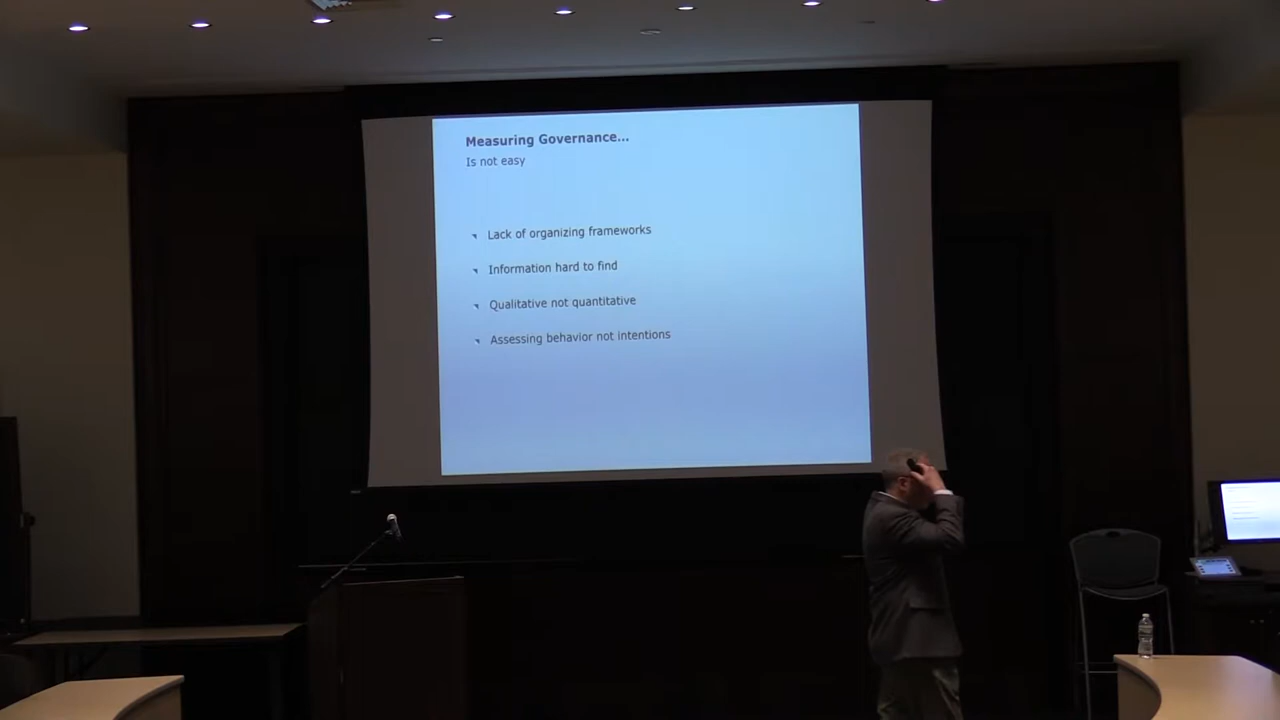 Measuring Governance...
Is not easy
Lack of organizing frameworks
Information hard to find
Qualitative not quantitative
Assessing behavior not intentions